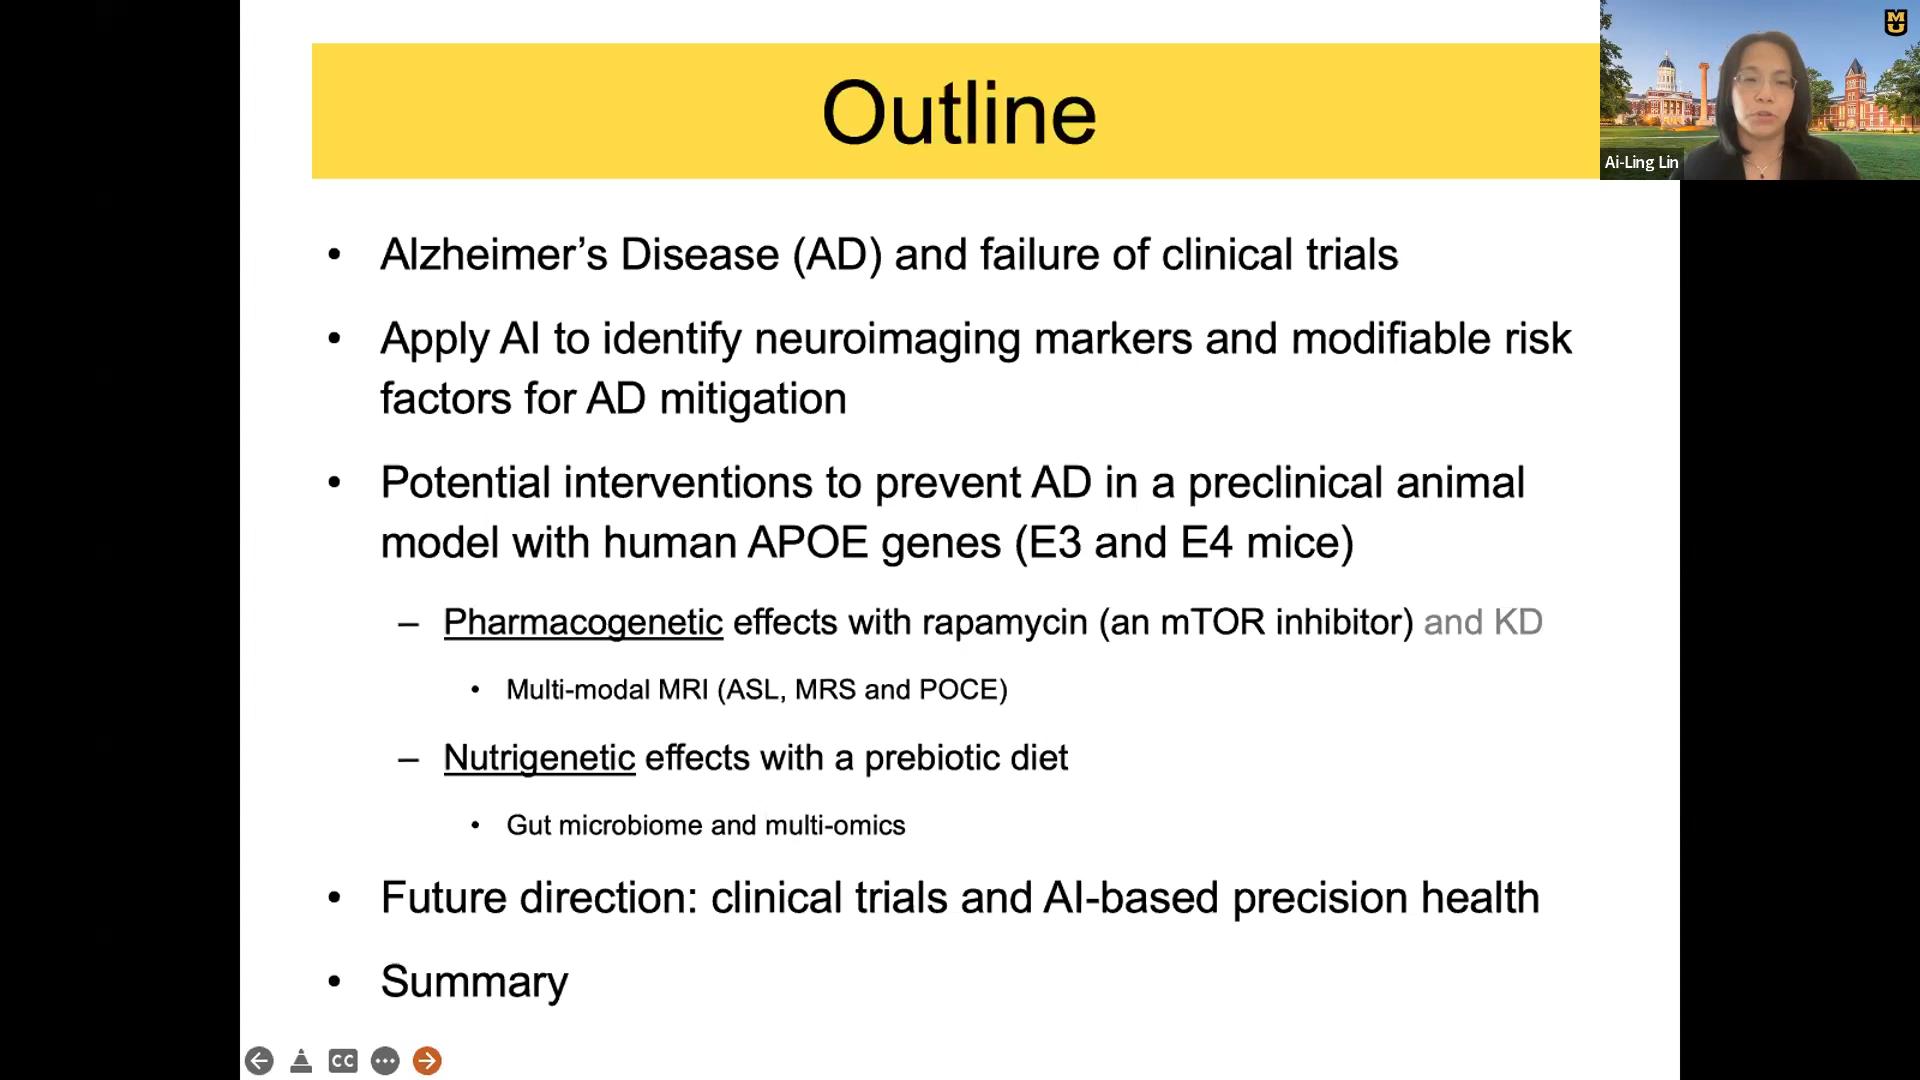 Outline
MU
Ai-Ling Lin
• Alzheimer’s Disease (AD) and failure of clinical trials
• Apply AI to identify neuroimaging markers and modifiable risk
factors for AD mitigation
• Potential interventions to prevent AD in a preclinical animal
model with human APOE genes (E3 and E4 mice)
– Pharmacogenetic effects with rapamycin (an mTOR inhibitor) and KD
• Multi-modal MRI (ASL, MRS and POCE)
– Nutrigenetic effects with a prebiotic diet
• Gut microbiome and multi-omics
• Future direction: clinical trials and AI-based precision health
• Summary
CC